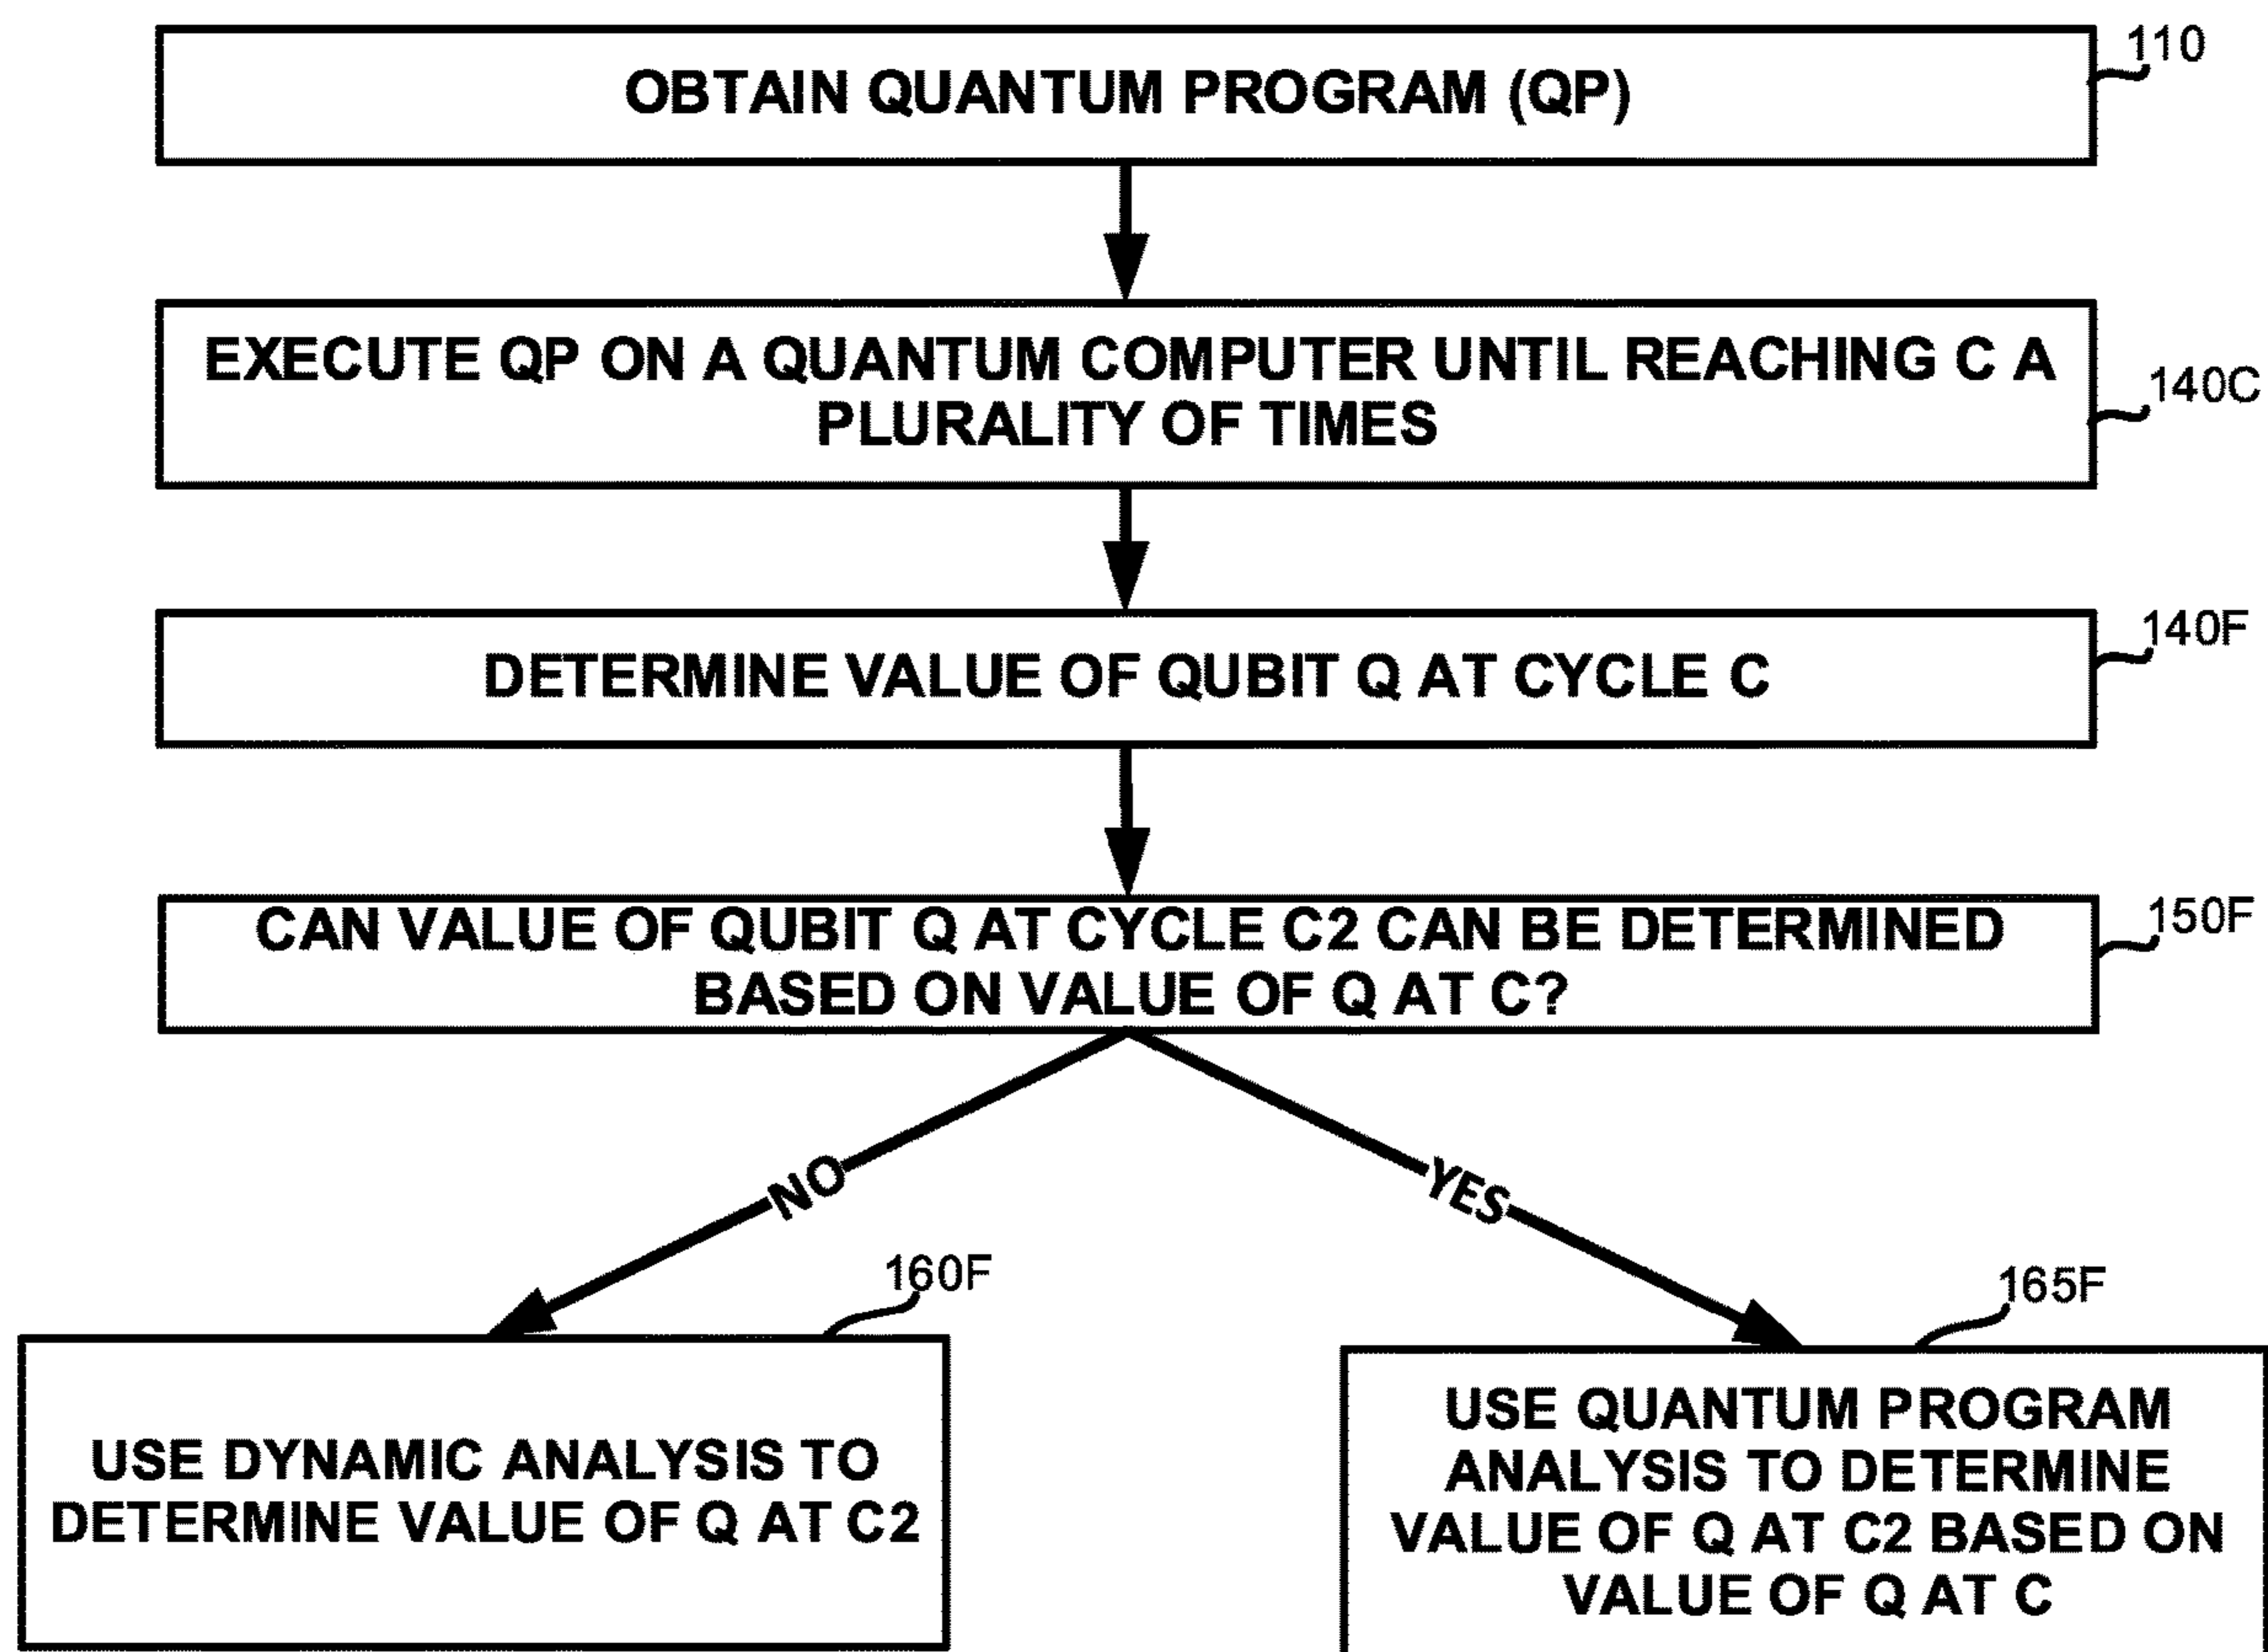 110
OBTAIN QUANTUM PROGRAM (QP)
EXECUTE QP ON A QUANTUM COMPUTER UNTIL REACHING C A
PLURALITY OF TIMES
140C
DETERMINE VALUE OF QUBIT Q AT CYCLE C
140F
CAN VALUE OF QUBIT Q AT CYCLE C2 CAN BE DETERMINED
BASED ON VALUE OF Q AT C?
150F
NO
YES
160F
165F
USE DYNAMIC ANALYSIS TO
DETERMINE VALUE OF Q AT C2
USE QUANTUM PROGRAM
ANALYSIS TO DETERMINE
VALUE OF Q AT C2 BASED ON
VALUE OF Q AT C